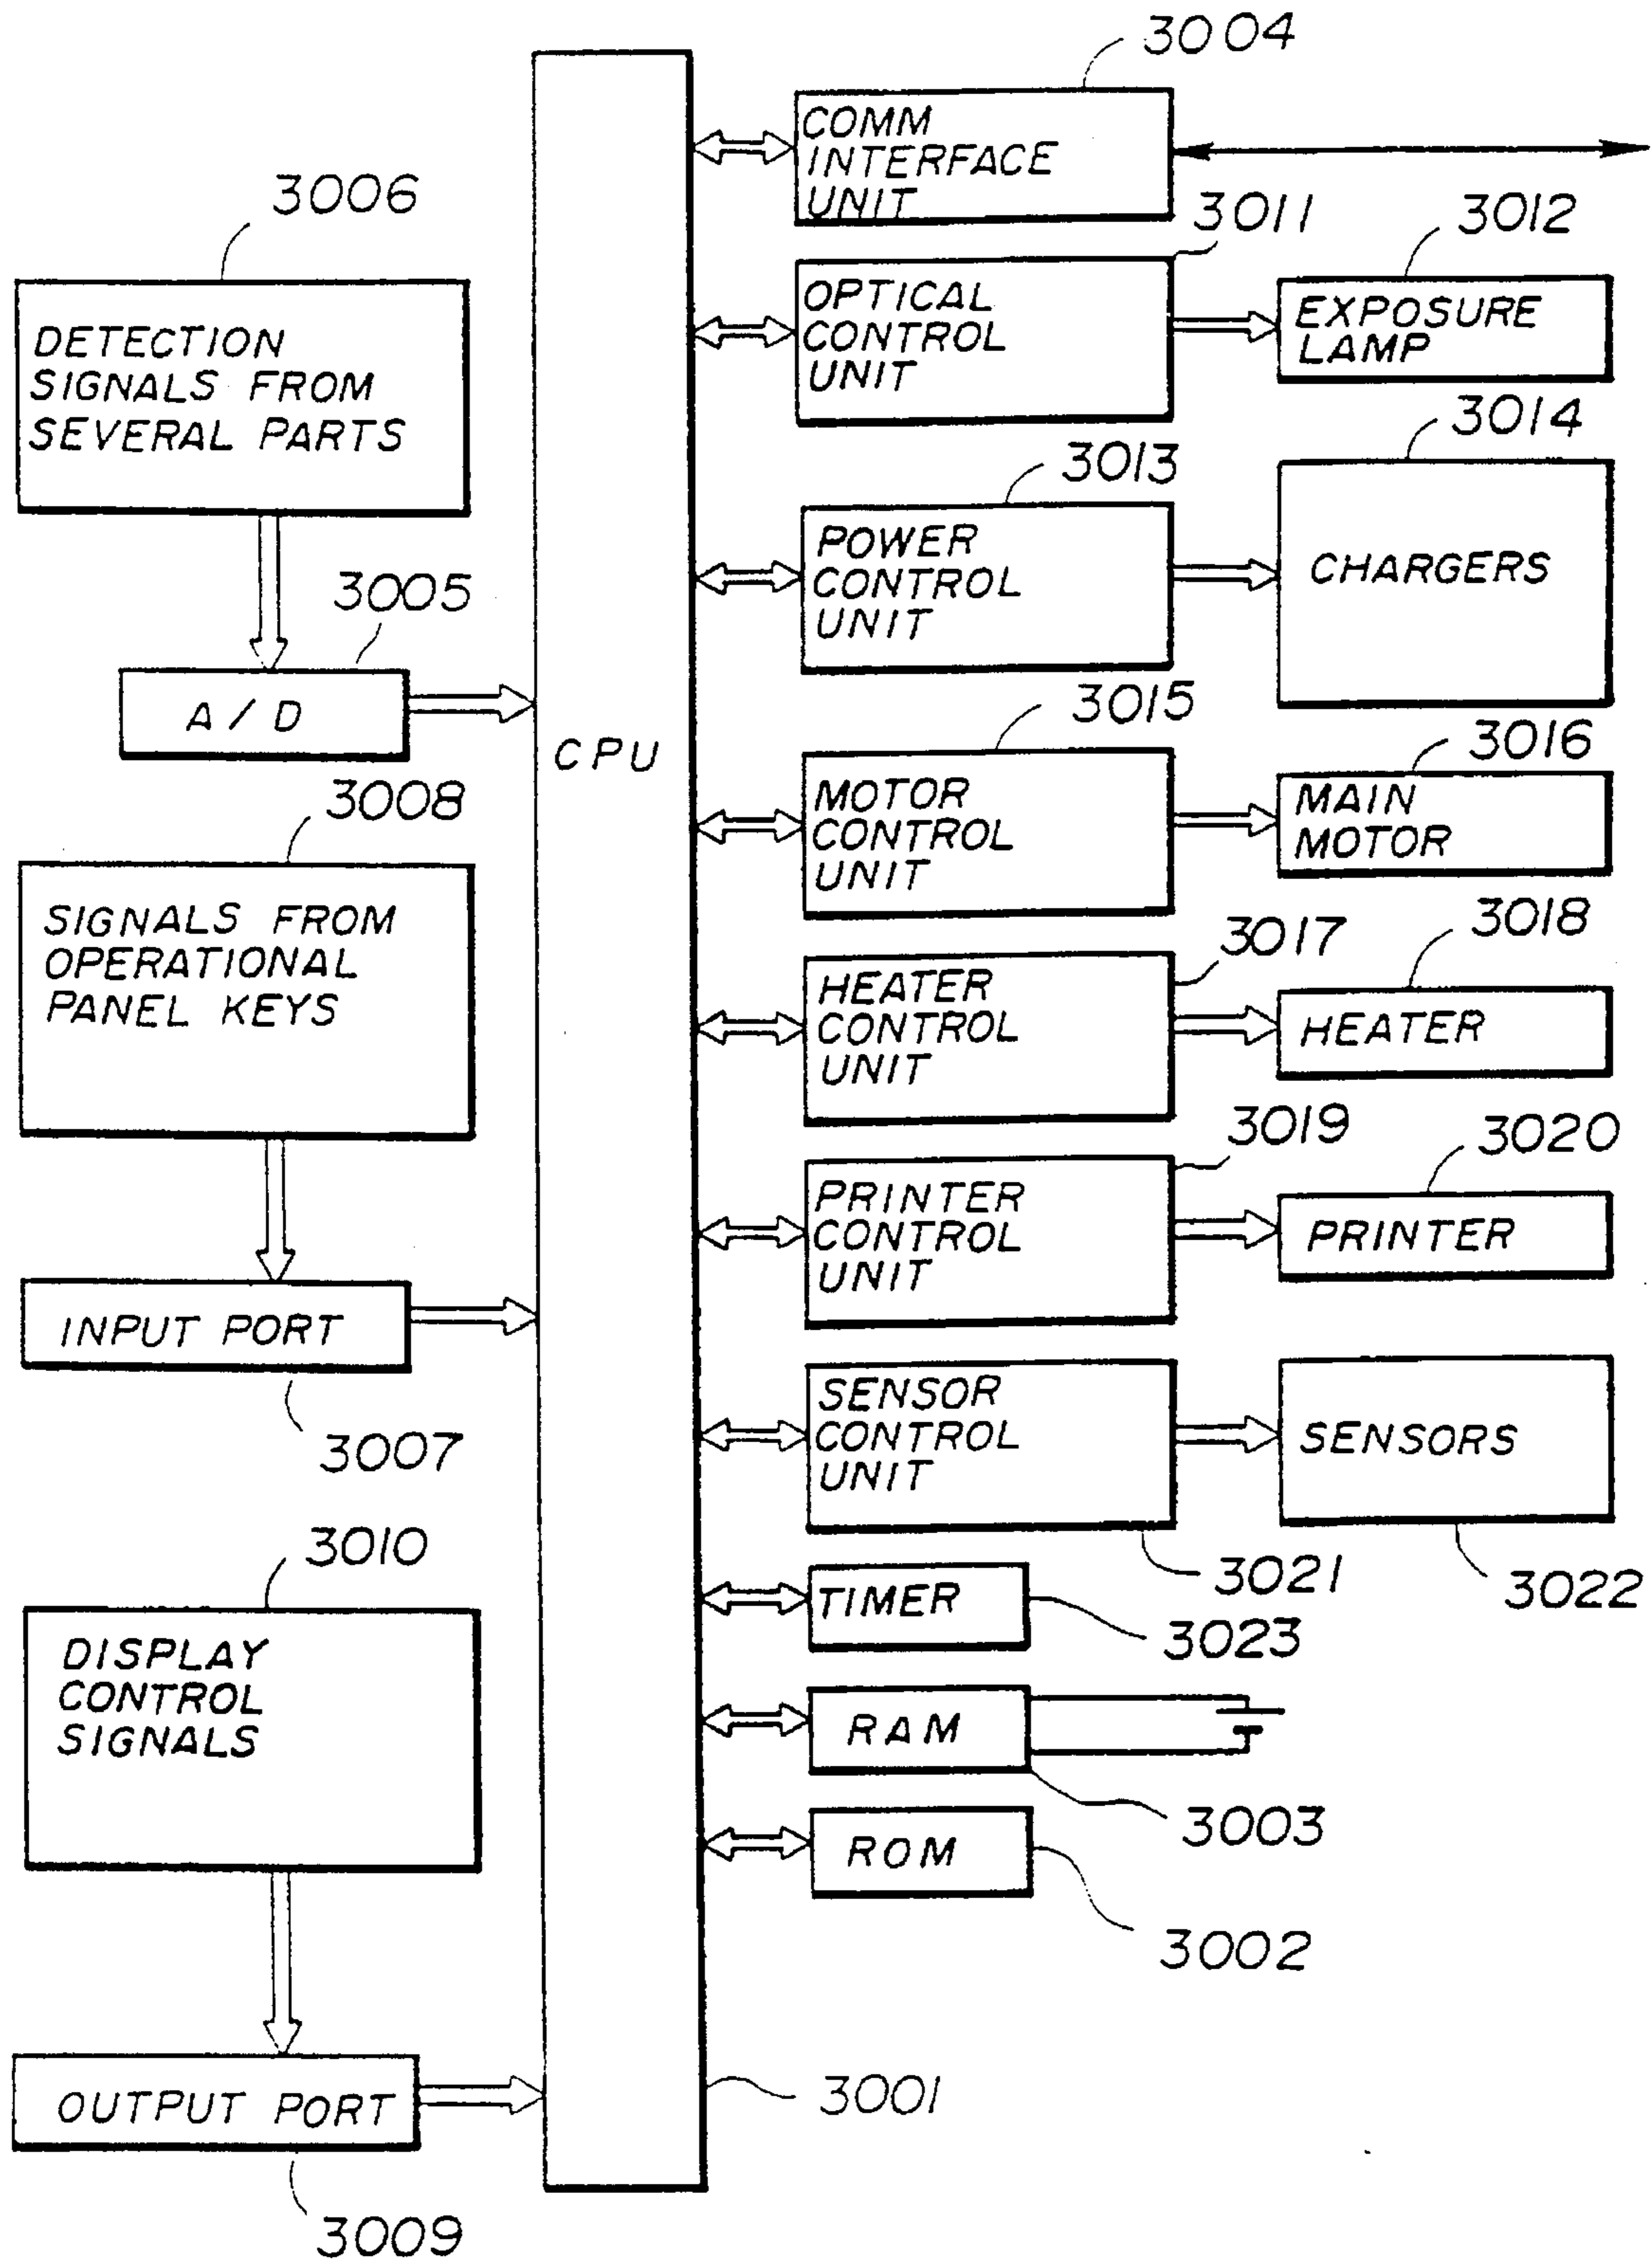 3004
COMM
INTERFACE
UNIT
3006
DETECTION
SIGNALS FROM
SEVERAL PARTS
3005
A/D
3008
SIGNALS FROM
OPERATIONAL
PANEL KEYS
INPUT PORT
3007
3010
DISPLAY
CONTROL
SIGNALS
OUTPUT PORT
3009
CPU
3001
3011
OPTICAL
CONTROL
UNIT
3012
EXPOSURE
LAMP
3013
POWER
CONTROL
UNIT
3014
CHARGERS
3015
MOTOR
CONTROL
UNIT
3016
MAIN
MOTOR
3017
HEATER
CONTROL
UNIT
3018
HEATER
3019
PRINTER
CONTROL
UNIT
3020
PRINTER
SENSOR
CONTROL
UNIT
3021
SENSORS
3022
TIMER
3023
RAM
3003
ROM
3002